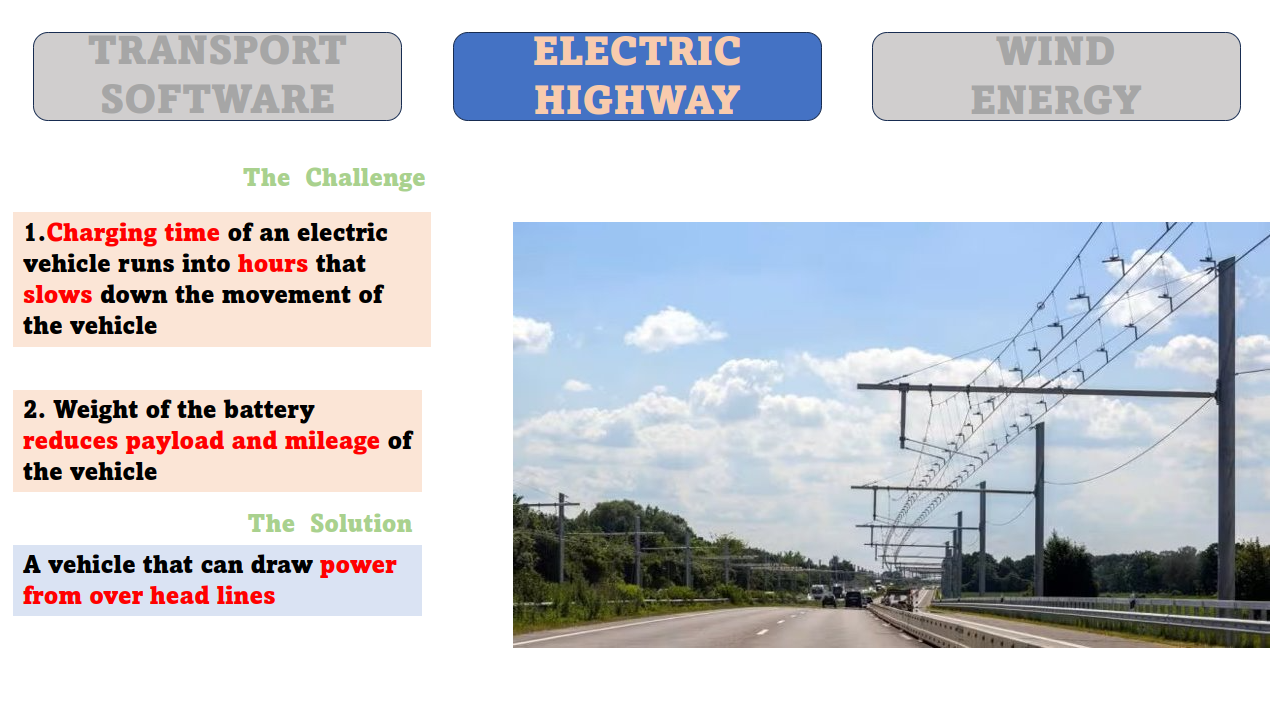 TRANSPORT
SOFTWARE
ELECTRIC
HIGHWAY
WIND
ENERGY
The Challenge
1.Charging time of an electric
vehicle runs into hours that
slows down the movement of
the vehicle
2. Weight of the battery
reduces payload and mileage of
the vehicle
The Solution
A vehicle that can draw power
from over head lines